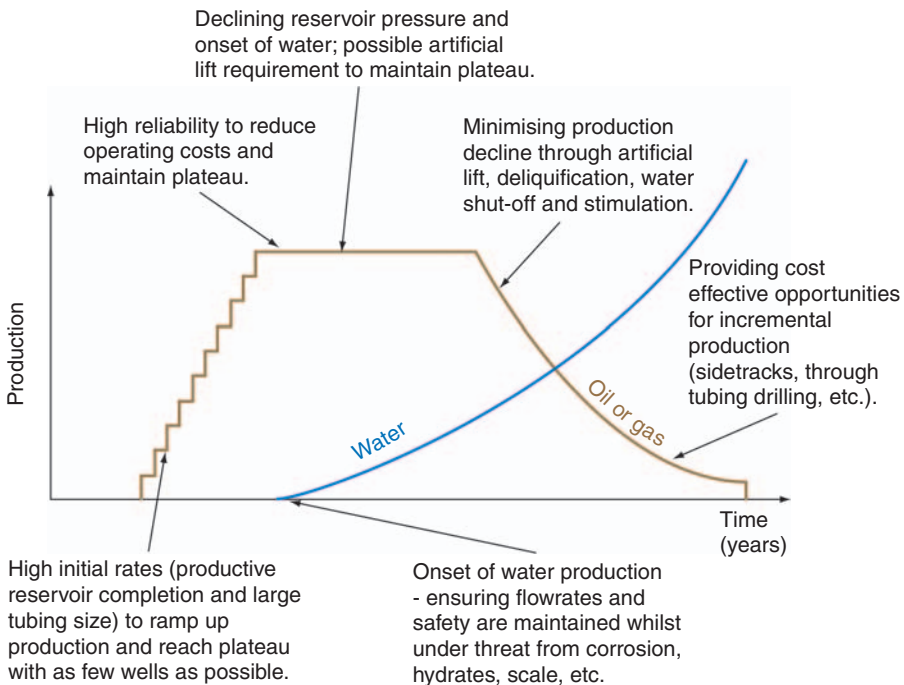 Declining reservoir pressure and
onset of water; possible artificial
lift requirement to maintain plateau.
High reliability to reduce
operating costs and
maintain plateau.
Minimising production
decline through artificial
lift, deliquification, water
shut-off and stimulation.
Providing cost
effective opportunities
for incremental
production
(sidetracks, through
tubing drilling, etc.).
Production
Water
Oil or gas
Time
(years)
High initial rates (productive
reservoir completion and large
tubing size) to ramp up
production and reach plateau
with as few wells as possible.
Onset of water production
- ensuring flowrates and
safety are maintained whilst
under threat from corrosion,
hydrates, scale, etc.